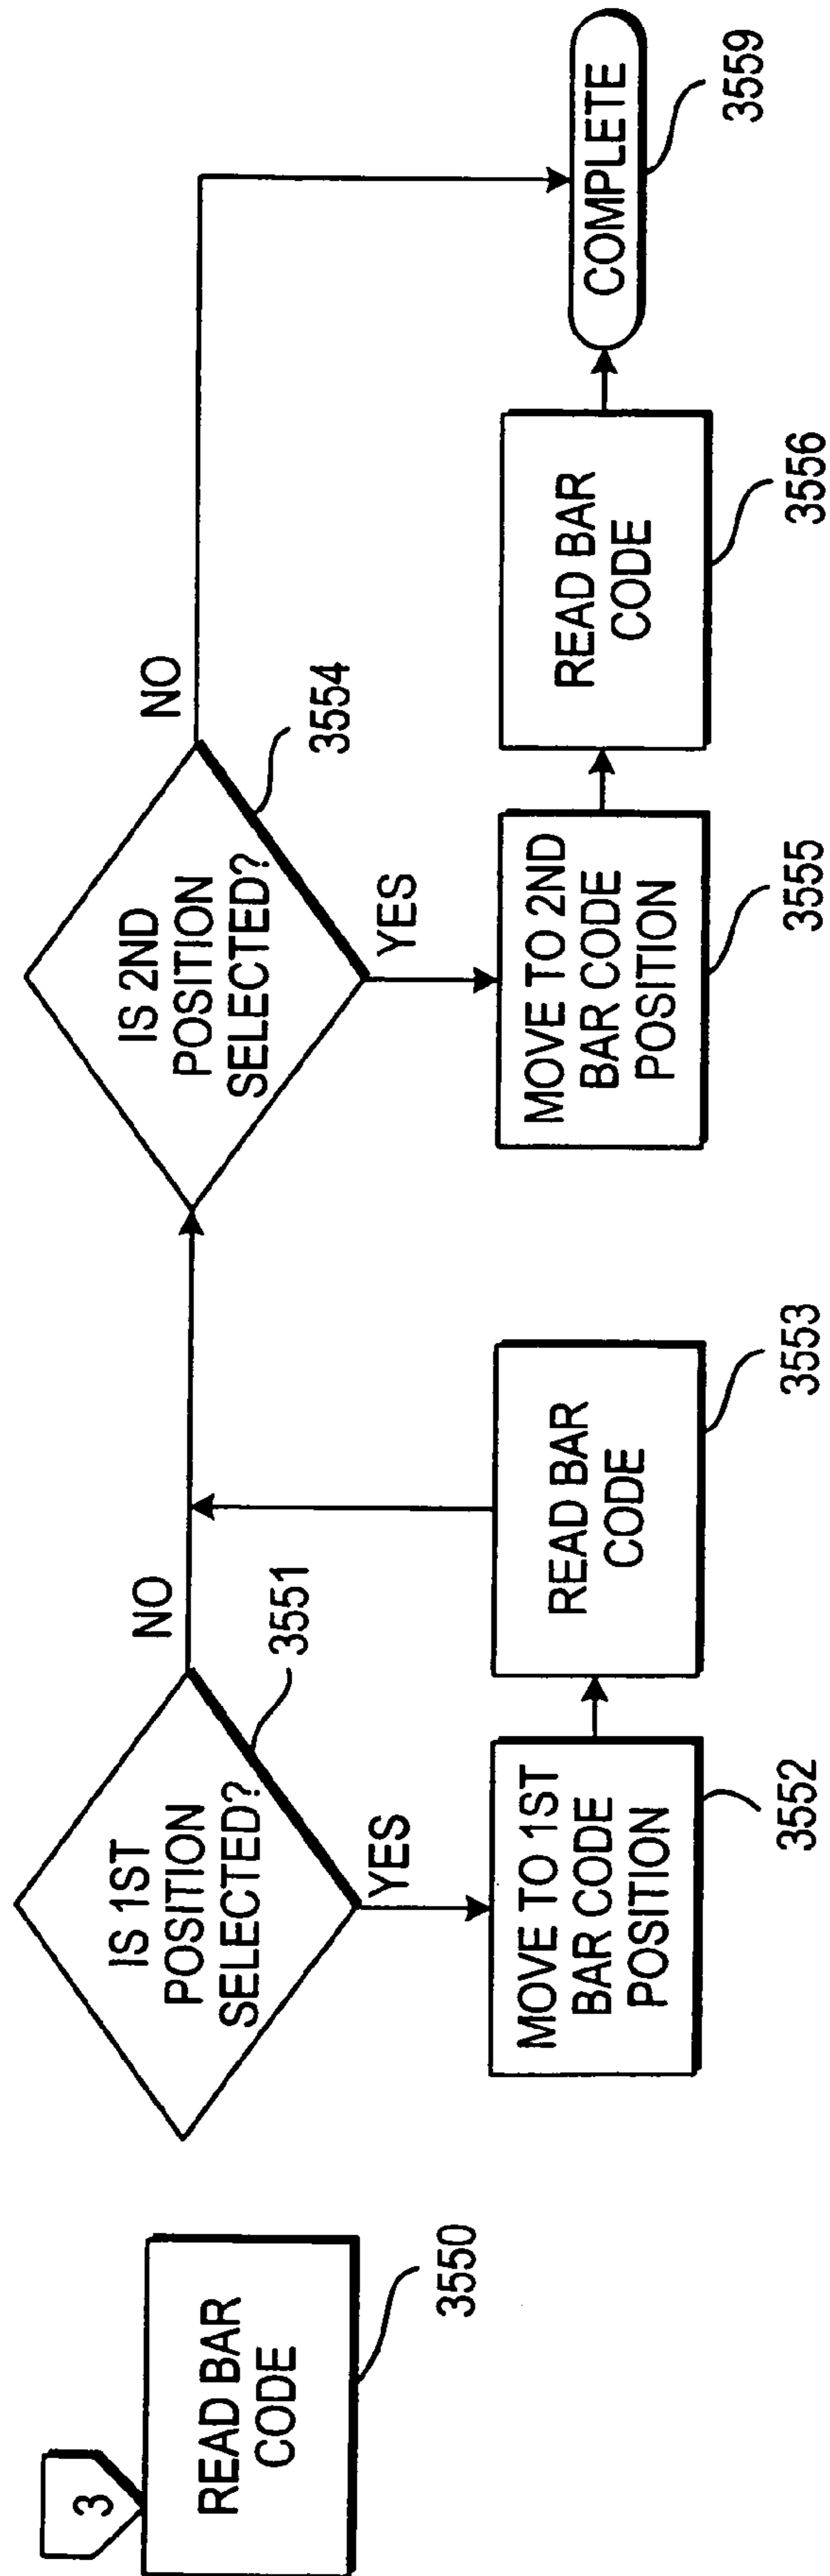 3
READ BAR
CODE
3550
IS 1ST
POSITION
SELECTED?
3551
NO
YES
MOVE TO 1ST
BAR CODE
POSITION
3552
READ BAR
CODE
3553
IS 2ND
POSITION
SELECTED?
3554
NO
YES
MOVE TO 2ND
BAR CODE
POSITION
3555
READ BAR
CODE
3556
COMPLETE
3559